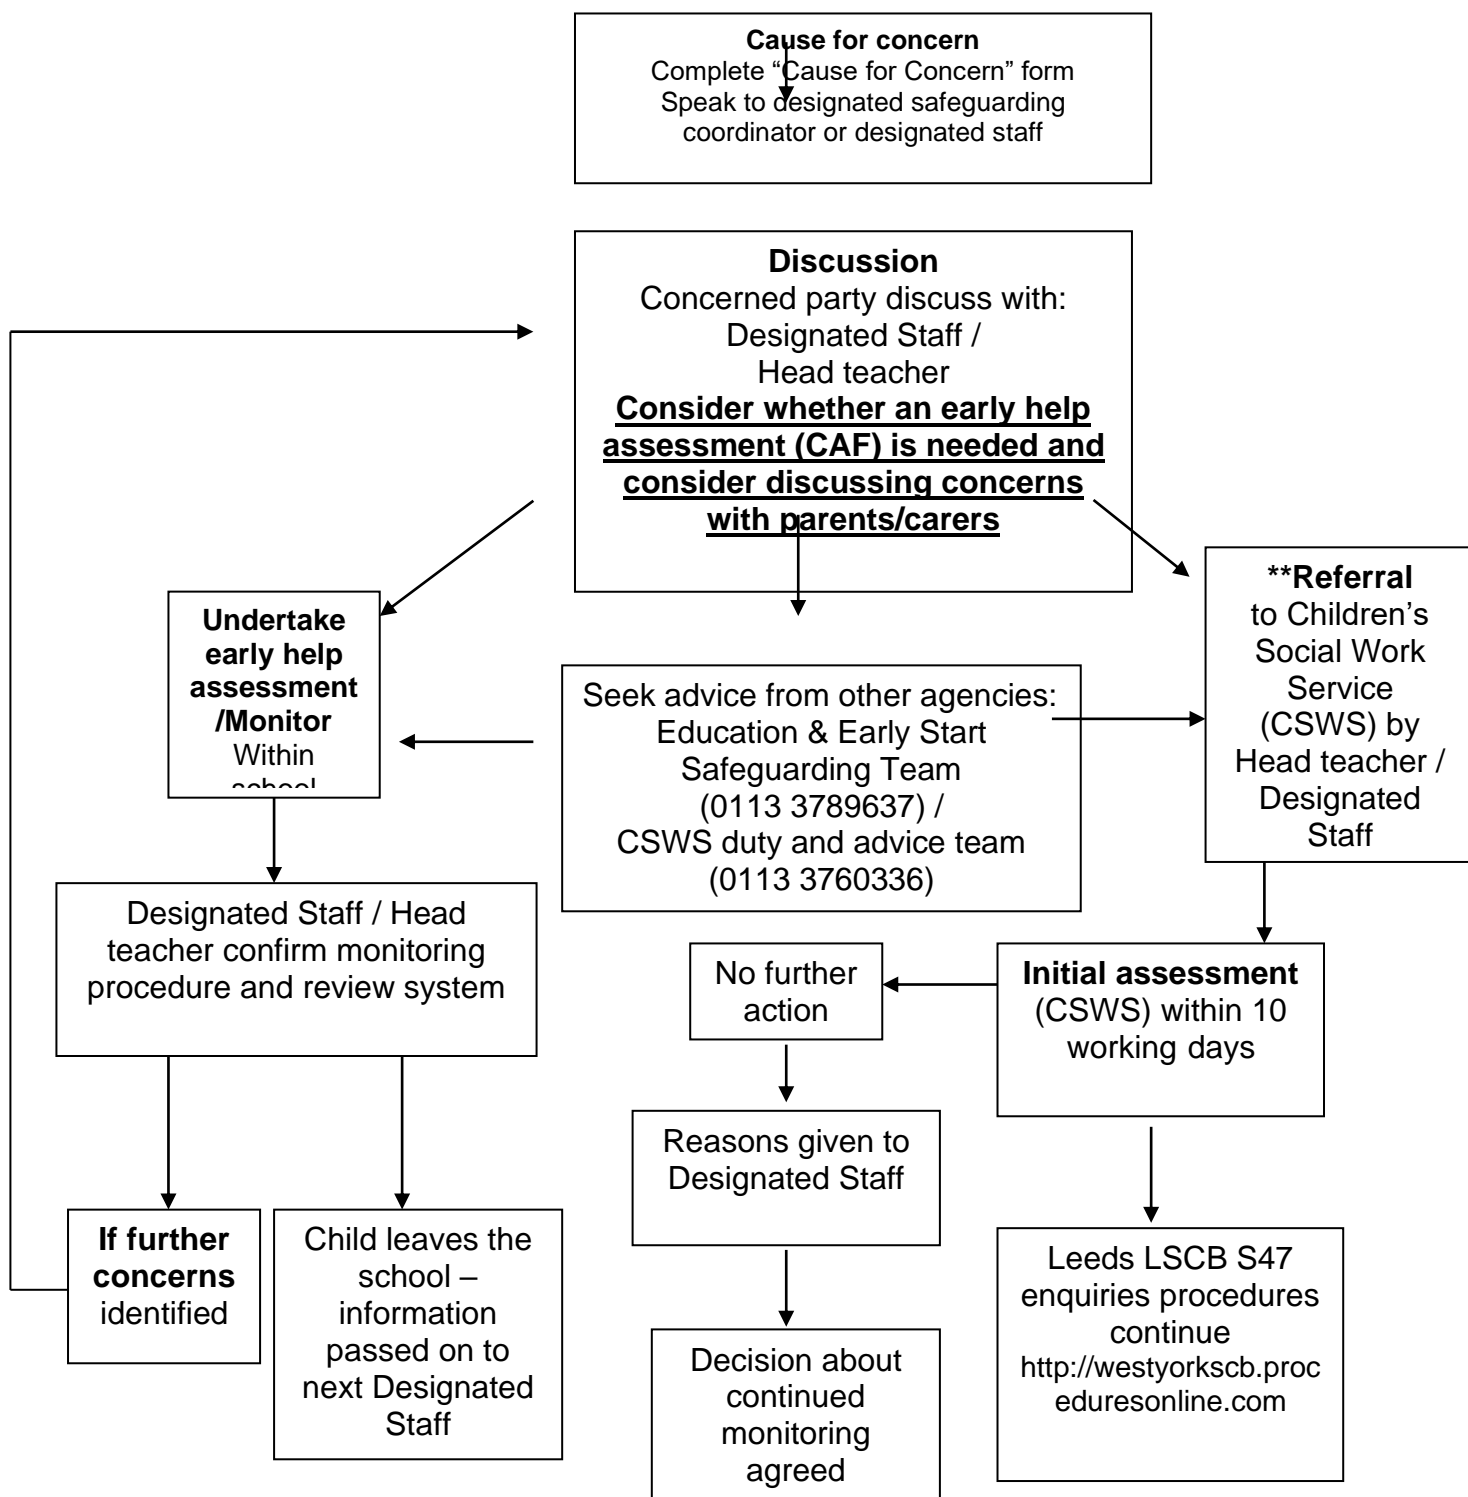 Cause for concern
Complete “Cause for Concern” form
Speak to designated safeguarding
coordinator or designated staff
Discussion
Concerned party discuss with:
Designated Staff /
Head teacher
Consider whether an early help
assessment (CAF) is needed and
consider discussing concerns
with parents/carers
**Referral
to Children’s
Social Work
Service
(CSWS) by
Head teacher /
Designated
Staff
Undertake
early help
assessment
/Monitor
Within
school
Seek advice from other agencies:
Education & Early Start
Safeguarding Team
(0113 3789637) /
CSWS duty and advice team
(0113 3760336)
Designated Staff / Head
teacher confirm monitoring
procedure and review system
No further
action
Initial assessment
(CSWS) within 10
working days
Reasons given to
Designated Staff
If further
concerns
identified
Child leaves the
school –
information
passed on to
next Designated
Staff
Leeds LSCB S47
enquiries procedures
continue
http://westyorkscb.proc
eduresonline.com
Decision about
continued
monitoring
agreed